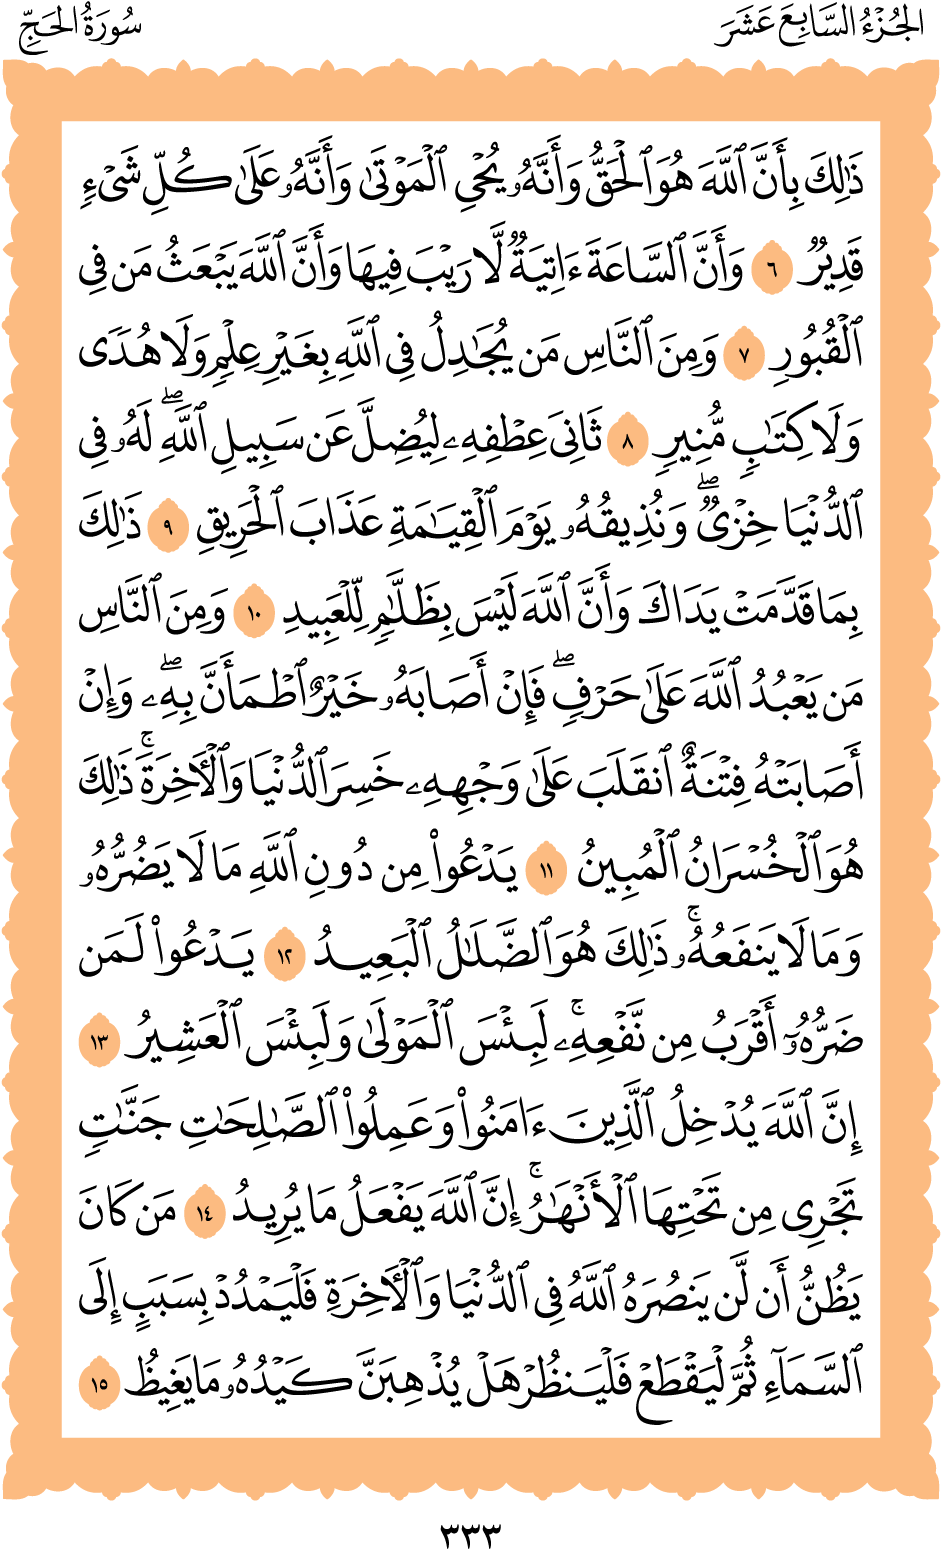 الجُزْءُ السَّابِعَ عَشَرَ
سُورَةُ الحَجِّ
ذَٰلِكَ بِأَنَّ ٱللَّهَ هُوَ ٱلْحَقُّ وَأَنَّهُۥ يُحْىِ ٱلْمَوْتَىٰ وَأَنَّهُۥ عَلَىٰ كُلِّ شَىْءٍ
قَدِيرٌ ٦ وَأَنَّ ٱلسَّاعَةَ ءَاتِيَةٌ لَّا رَيْبَ فِيهَا وَأَنَّ ٱللَّهَ يَبْعَثُ مَن فِى
ٱلْقُبُورِ ٧ وَمِنَ ٱلنَّاسِ مَن يُجَٰدِلُ فِى ٱللَّهِ بِغَيْرِ عِلْمٍ وَلَا هُدًى
وَلَا كِتَٰبٍ مُّنِيرٍ ٨ ثَانِىَ عِطْفِهِۦ لِيُضِلَّ عَن سَبِيلِ ٱللَّهِۖ لَهُۥ فِى
ٱلدُّنْيَا خِزْىٌۖ وَنُذِيقُهُۥ يَوْمَ ٱلْقِيَٰمَةِ عَذَابَ ٱلْحَرِيقِ ٩ ذَٰلِكَ
بِمَا قَدَّمَتْ يَدَاكَ وَأَنَّ ٱللَّهَ لَيْسَ بِظَلَّٰمٍ لِّلْعَبِيدِ ١٠ وَمِنَ ٱلنَّاسِ
مَن يَعْبُدُ ٱللَّهَ عَلَىٰ حَرْفٍۖ فَإِنْ أَصَابَهُۥ خَيْرٌ ٱطْمَأَنَّ بِهِۦۖ وَإِنْ
أَصَابَتْهُ فِتْنَةٌ ٱنقَلَبَ عَلَىٰ وَجْهِهِۦ خَسِرَ ٱلدُّنْيَا وَٱلْأٓخِرَةَۚ ذَٰلِكَ
هُوَ ٱلْخُسْرَانُ ٱلْمُبِينُ ١١ يَدْعُوا۟ مِن دُونِ ٱللَّهِ مَا لَا يَضُرُّهُۥ
وَمَا لَا يَنفَعُهُۥۚ ذَٰلِكَ هُوَ ٱلضَّلَٰلُ ٱلْبَعِيدُ ١٢ يَدْعُوا۟ لَمَن
ضَرُّهُۥٓ أَقْرَبُ مِن نَّفْعِهِۦۚ لَبِئْسَ ٱلْمَوْلَىٰ وَلَبِئْسَ ٱلْعَشِيرُ ١٣
إِنَّ ٱللَّهَ يُدْخِلُ ٱلَّذِينَ ءَامَنُوا۟ وَعَمِلُوا۟ ٱلصَّٰلِحَٰتِ جَنَّٰتٍ
تَجْرِى مِن تَحْتِهَا ٱلْأَنْهَٰرُۚ إِنَّ ٱللَّهَ يَفْعَلُ مَا يُرِيدُ ١٤ مَن كَانَ
يَظُنُّ أَن لَّن يَنصُرَهُ ٱللَّهُ فِى ٱلدُّنْيَا وَٱلْأٓخِرَةِ فَلْيَمْدُدْ بِسَبَبٍ إِلَى
ٱلسَّمَآءِ ثُمَّ لْيَقْطَعْ فَلْيَنظُرْ هَلْ يُذْهِبَنَّ كَيْدُهُۥ مَا يَغِيظُ ١٥
٣٣٣